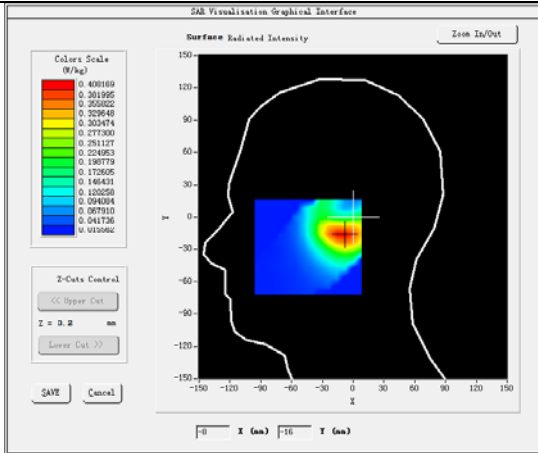 SAR Visualisation Graphical Interface
Surface Radiated Intensity
Zoom In/Out
Colors Scale
(W/kg)
0.408169
0.381995
0.355822
0.329648
0.303474
0.277300
0.251127
0.224953
0.198779
0.172605
0.146431
0.120258
0.094084
0.067910
0.041736
0.015562
150
120
90
60
30
0
-30
-60
-90
-120
-150
Y
-150 -120 -90 -60 -30 0 30 60 90 120 150
X
Z-Cuts Control
<< Upper Cut
Z = 3.2 mm
Lower Cut >>
SAVE Cancel
-8 X (mm) -16 Y (mm)